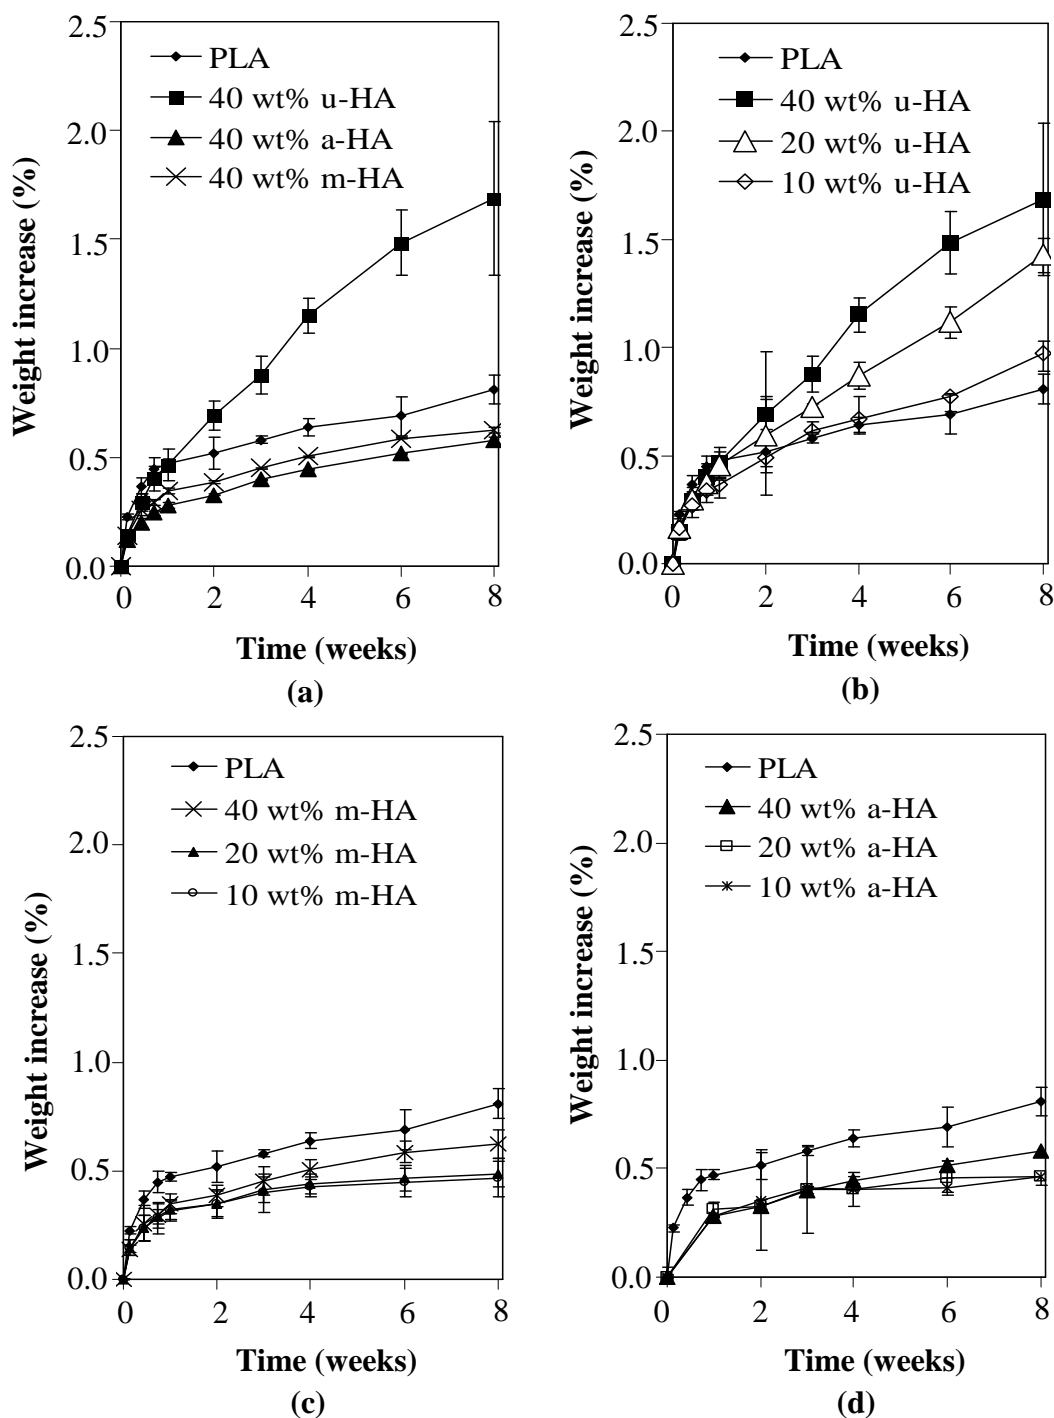 2.5
2.0
1.5
1.0
0.5
0.0
Weight increase (%)
PLA
40 wt% u-HA
40 wt% a-HA
40 wt% m-HA
0 2 4 6 8
Time (weeks)
(a)
2.5
2.0
1.5
1.0
0.5
0.0
Weight increase (%)
PLA
40 wt% u-HA
20 wt% u-HA
10 wt% u-HA
0 2 4 6 8
Time (weeks)
(b)
2.5
2.0
1.5
1.0
0.5
0.0
Weight increase (%)
PLA
40 wt% m-HA
20 wt% m-HA
10 wt% m-HA
0 2 4 6 8
Time (weeks)
(c)
2.5
2.0
1.5
1.0
0.5
0.0
Weight increase (%)
PLA
40 wt% a-HA
20 wt% a-HA
10 wt% a-HA
0 2 4 6 8
Time (weeks)
(d)